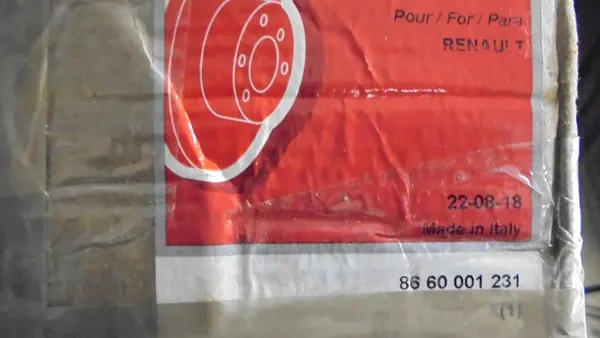 Pour / For / Para
RENAULT
22-08-18
Made in Italy
86 60 001 231
(1)